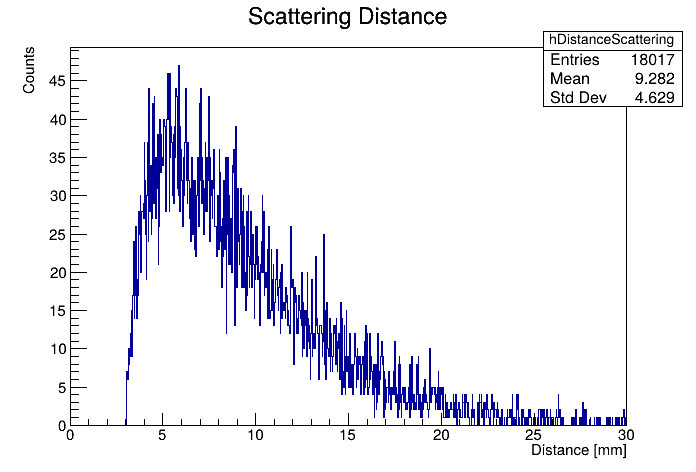 Scattering Distance
hDistanceScattering
Entries 18017
Mean 9.282
Std Dev 4.629
Counts
45
40
35
30
25
20
15
10
5
0
0 5 10 15 20 25 30
Distance [mm]